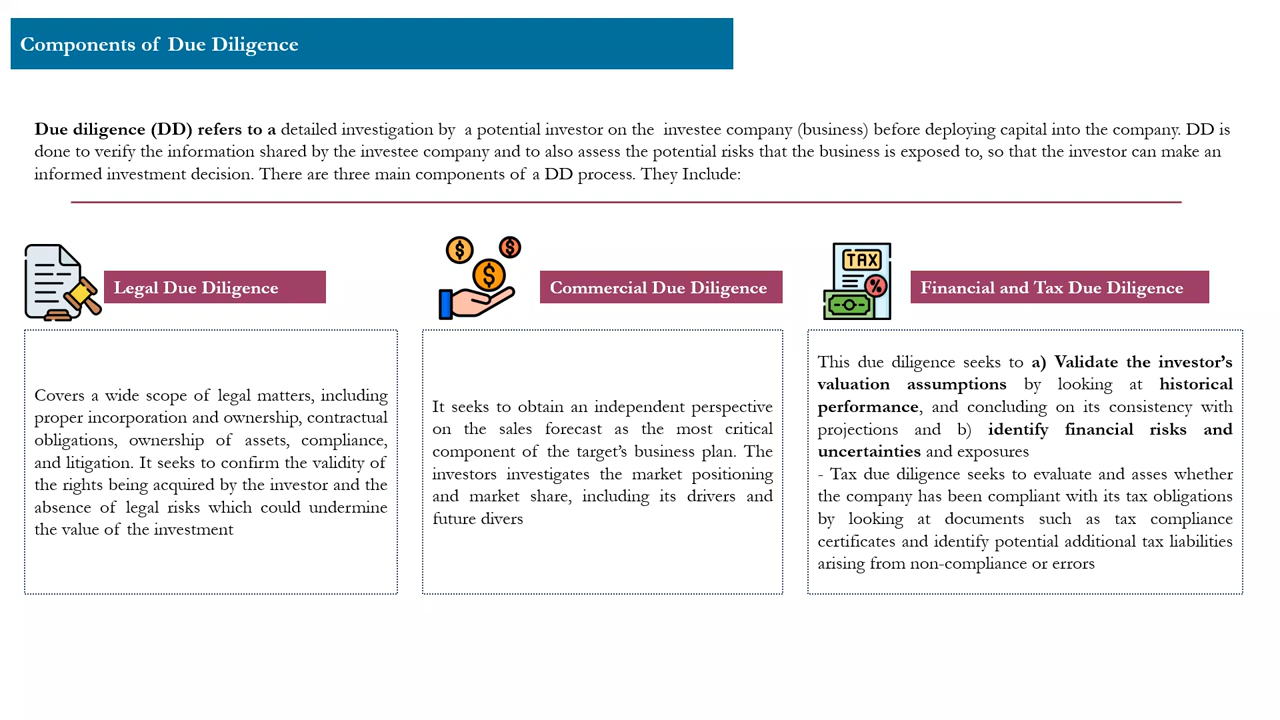 Components of Due Diligence
Due diligence (DD) refers to a detailed investigation by a potential investor on the investee company (business) before deploying capital into the company. DD is
done to verify the information shared by the investee company and to also assess the potential risks that the business is exposed to, so that the investor can make an
informed investment decision. There are three main components of a DD process. They Include:
Legal Due Diligence
Covers a wide scope of legal matters, including
proper incorporation and ownership, contractual
obligations, ownership of assets, compliance,
and litigation. It seeks to confirm the validity of
the rights being acquired by the investor and the
absence of legal risks which could undermine
the value of the investment
$
$
$
Commercial Due Diligence
It seeks to obtain an independent perspective
on the sales forecast as the most critical
component of the target's business plan. The
investors investigates the market positioning
and market share, including its drivers and
future divers
TAX
%
Financial and Tax Due Diligence
This due diligence seeks to a) Validate the investor's
valuation assumptions by looking at historical
performance, and concluding on its consistency with
projections and b) identify financial risks and
uncertainties and exposures
- Tax due diligence seeks to evaluate and asses whether
the company has been compliant with its tax obligations
by looking at documents such as tax compliance
certificates and identify potential additional tax liabilities
arising from non-compliance or errors